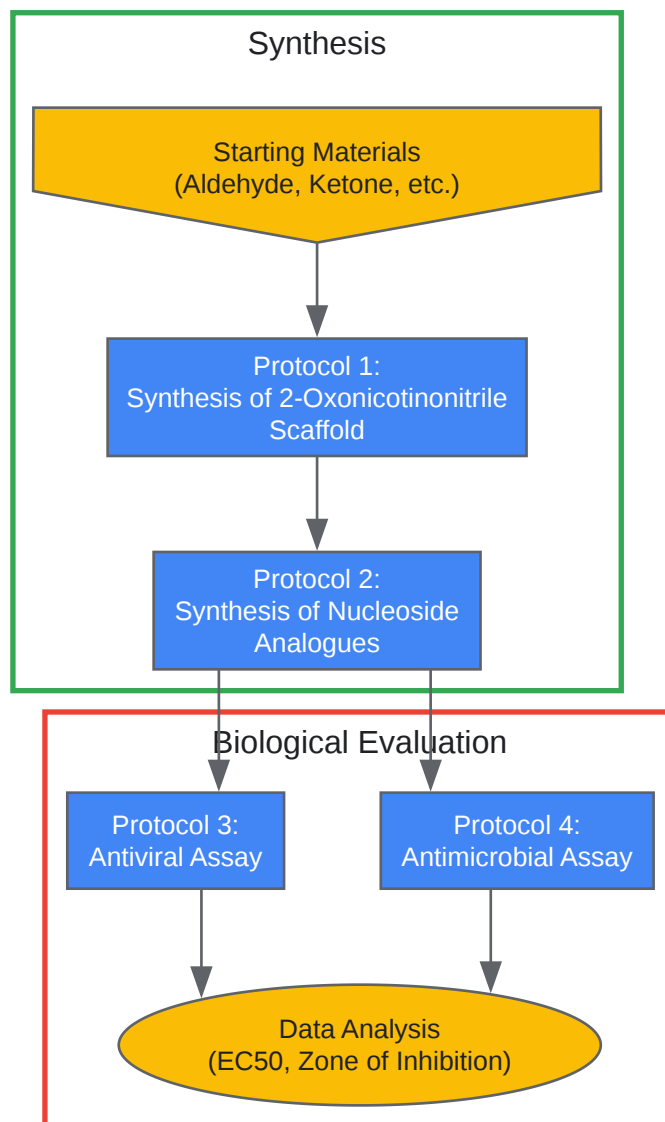 Synthesis
Starting Materials
(Aldehyde, Ketone, etc.)
Protocol 1:
Synthesis of 2-Oxonicotinonitrile
Scaffold
Protocol 2:
Synthesis of Nucleoside
Analogues
Biological Evaluation
Protocol 3:
Antiviral Assay
Protocol 4:
Antimicrobial Assay
Data Analysis
(EC50, Zone of Inhibition)